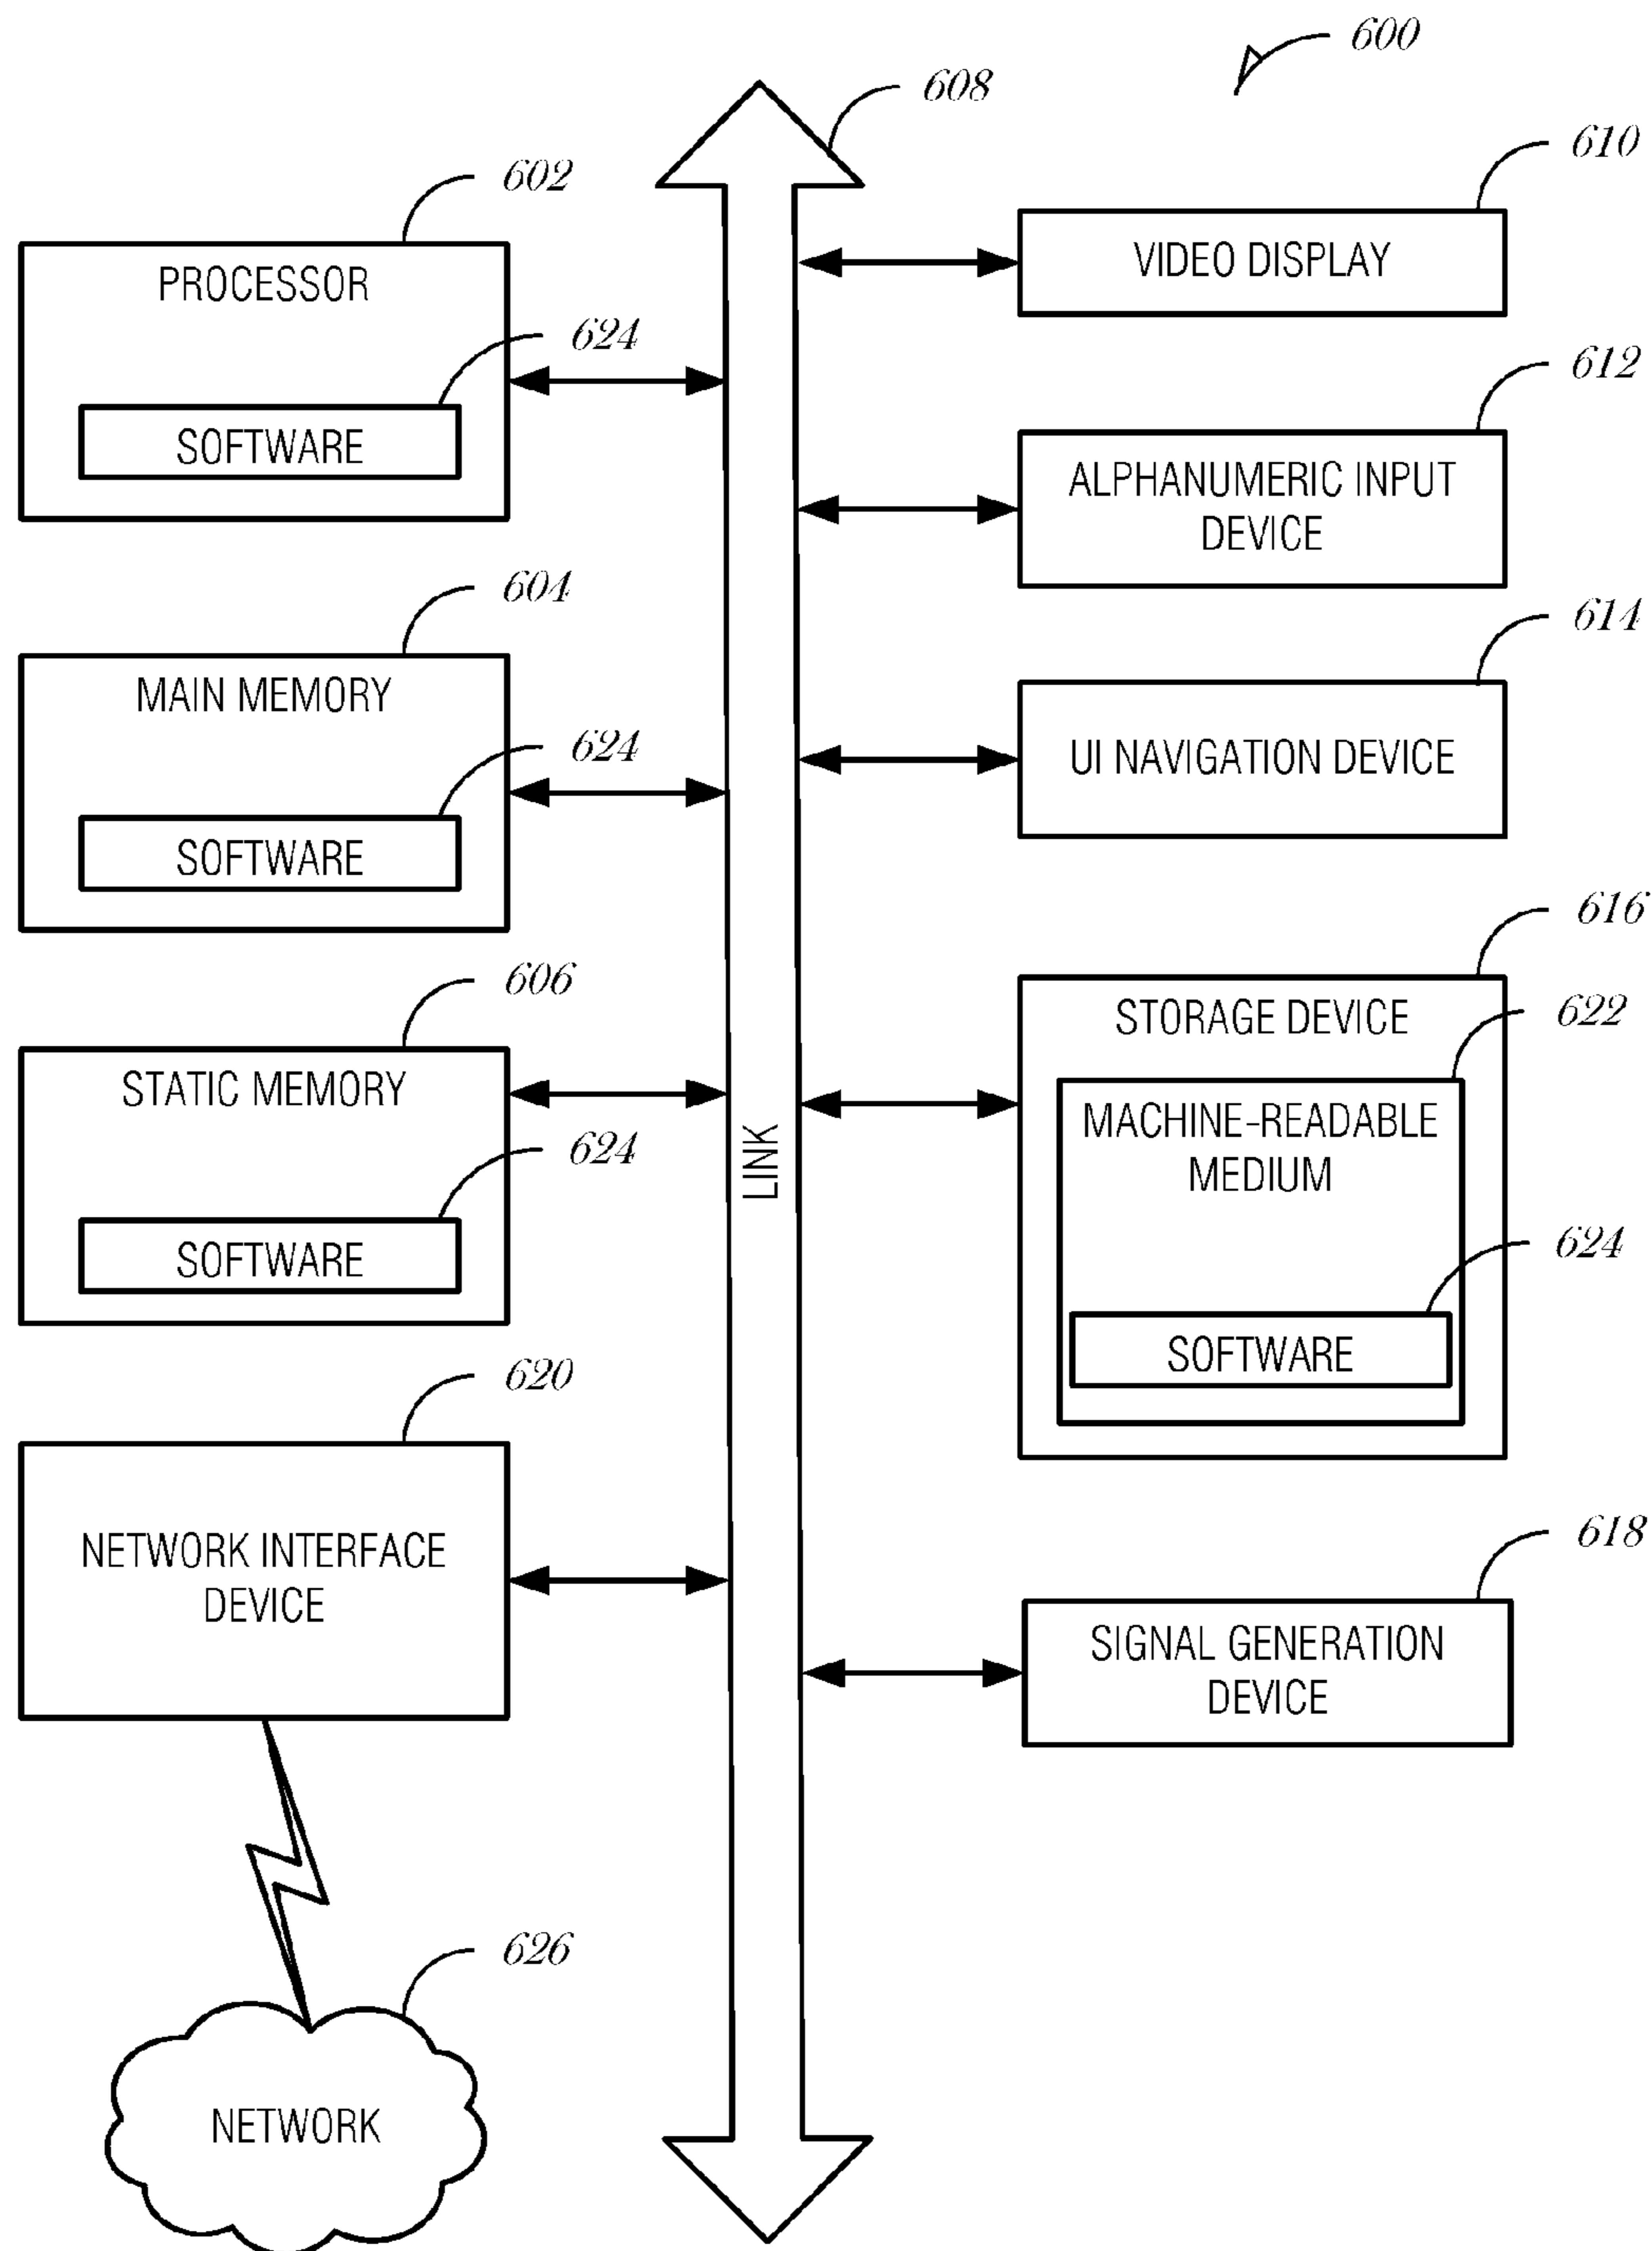 600
608
610
602
VIDEO DISPLAY
PROCESSOR
624
SOFTWARE
612
ALPHANUMERIC INPUT
DEVICE
604
MAIN MEMORY
624
SOFTWARE
614
UI NAVIGATION DEVICE
606
STATIC MEMORY
624
SOFTWARE
LINK
616
STORAGE DEVICE
622
MACHINE-READABLE
MEDIUM
624
SOFTWARE
620
NETWORK INTERFACE
DEVICE
618
SIGNAL GENERATION
DEVICE
626
NETWORK